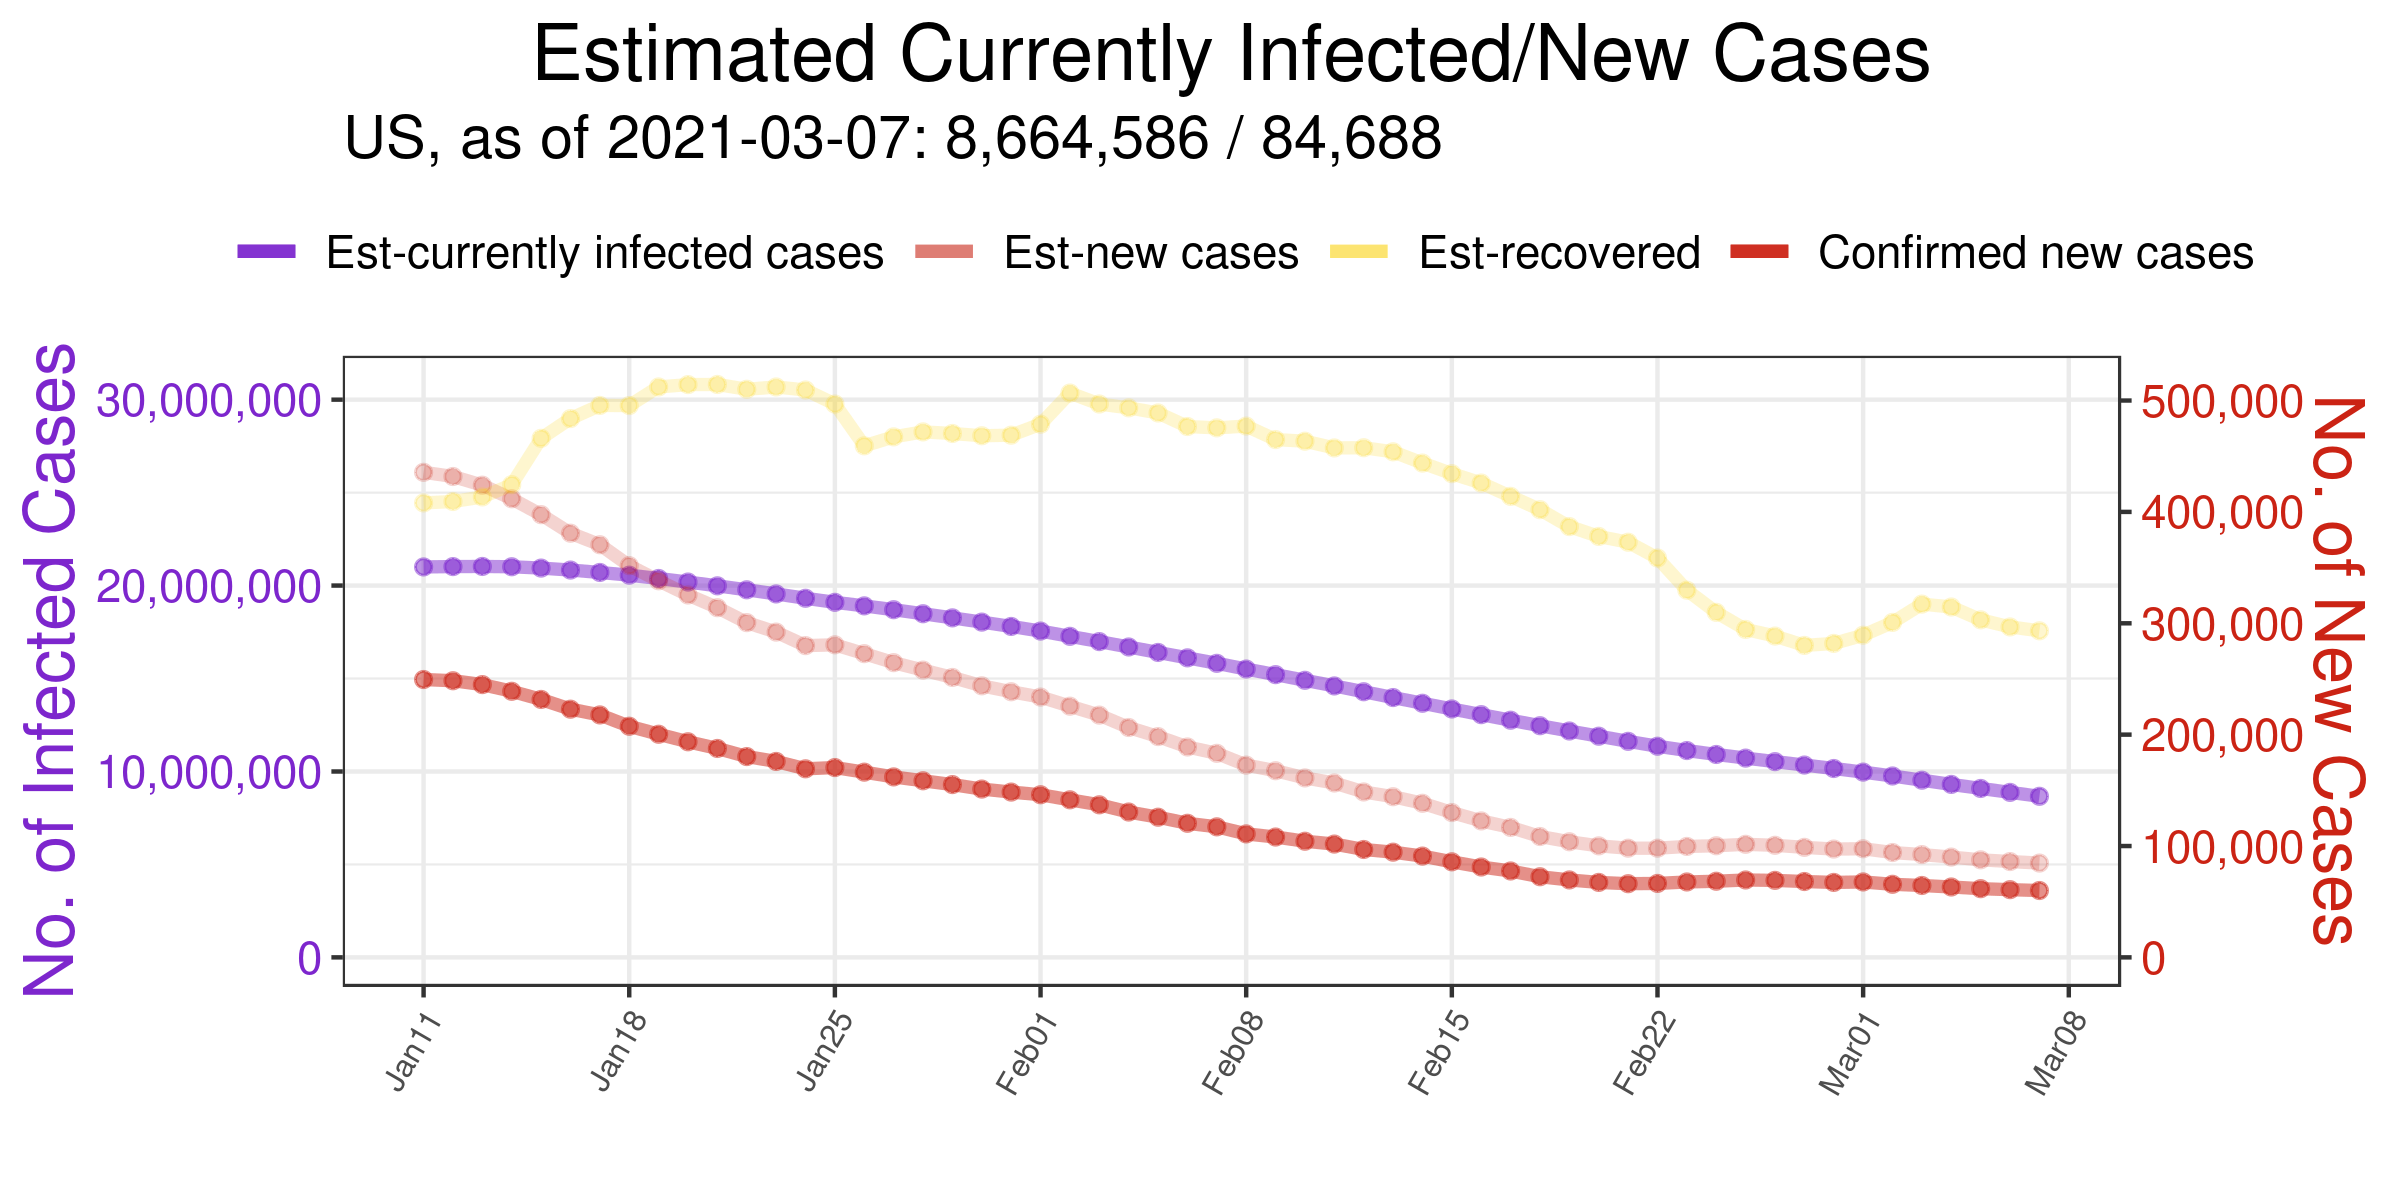 Estimated Currently Infected/New Cases
US, as of 2021-03-07: 8,664,586 / 84,688
Est-currently infected cases Est-new cases Est-recovered Confirmed new cases
No. of Infected Cases
30,000,000
20,000,000
10,000,000
0
500,000
400,000
300,000
200,000
100,000
0
No. of New Cases
Jan11 Jan18 Jan25 Feb01 Feb08 Feb15 Feb22 Mar01 Mar08